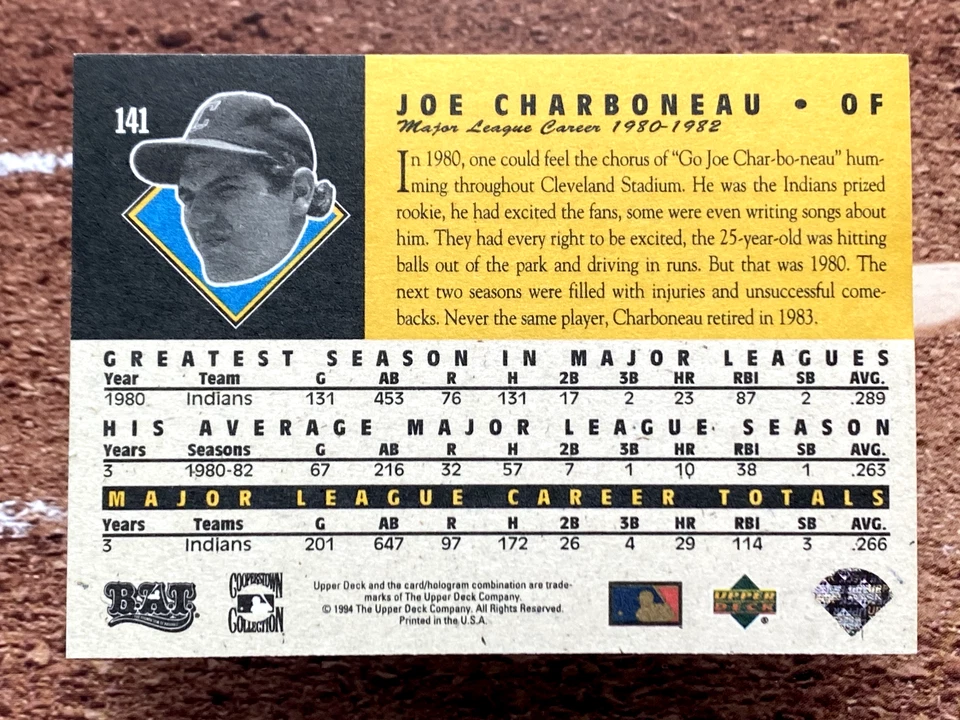 141
JOE CHARBONEAU • OF
Major League Career 1980-1982
In 1980, one could feel the chorus of "Go Joe Char-bo-neau" hum-
ming throughout Cleveland Stadium. He was the Indians prized
rookie, he had excited the fans, some were even writing songs about
him. They had every right to be excited, the 25-year-old was hitting
balls out of the park and driving in runs. But that was 1980. The
next two seasons were filled with injuries and unsuccessful come-
backs. Never the same player, Charboneau retired in 1983.
GREATEST SEASON IN MAJOR LEAGUES
Year Team G AB R H 2B 3B HR RBI SB AVG.
1980 Indians 131 453 76 131 17 2 23 87 2 .289
HIS AVERAGE MAJOR LEAGUE SEASON
Years Seasons G AB R H 2B 3B HR RBI SB AVG.
3 1980-82 67 216 32 57 7 1 10 38 1 .263
MAJOR LEAGUE CAREER TOTALS
Years Teams G AB R H 2B 3B HR RBI SB AVG.
3 Indians 201 647 97 172 26 4 29 114 3 .266
BAT
COOPERSTOWN
COLLECTION
Upper Deck and the card/hologram combination are trade-
marks of The Upper Deck Company.
© 1994 The Upper Deck Company. All Rights Reserved.
Printed in the U.S.A.
UPPER
DECK
®